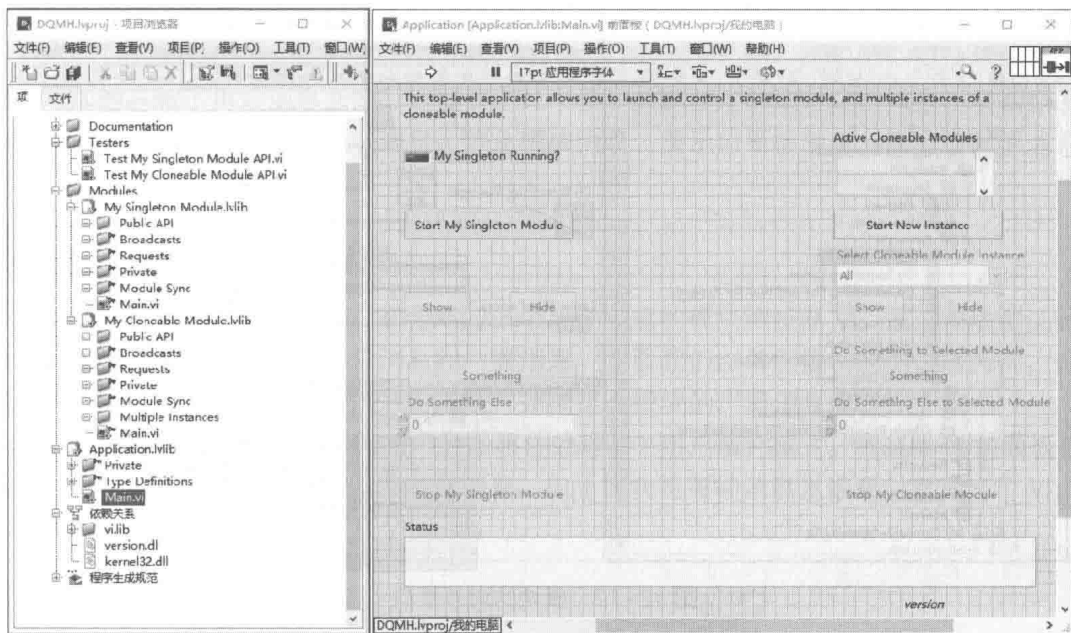 DQMH.lvproj - 项目浏览器
文件(F) 编辑(E) 查看(V) 项目(P) 操作(O) 工具(T) 窗口(W)
项 文件
Documentation
Testers
Test My Singleton Module API.vi
Test My Cloneable Module API.vi
Modules
My Singleton Module.lvlib
Public API
Broadcasts
Requests
Private
Module Sync
Main.vi
My Cloneable Module.lvlib
Public API
Broadcasts
Requests
Private
Module Sync
Multiple Instances
Main.vi
Application.lvlib
Private
Type Definitions
Main.vi
依赖关系
vi.lib
version.dl
kernel32.dll
程序生成规范
Application [Application.lvlib:Main.vi] 前面板 ( DQMH.lvproj/我的电脑 )
文件(F) 编辑(E) 查看(V) 项目(P) 操作(O) 工具(T) 窗口(W) 帮助(H)
17pt 应用程序字体
This top-level application allows you to launch and control a singleton module, and multiple instances of a
cloneable module.
My Singleton Running?
Active Cloneable Modules
Start My Singleton Module
Start New Instance
Select Cloneable Module Instance
All
Show Hide
Show Hide
Do Something to Selected Module
Something
Something
Do Something Else
Do Something Else to Selected Module
0
0
Stop My Singleton Module
Stop My Cloneable Module
Status
version
DQMH.lvproj/我的电脑